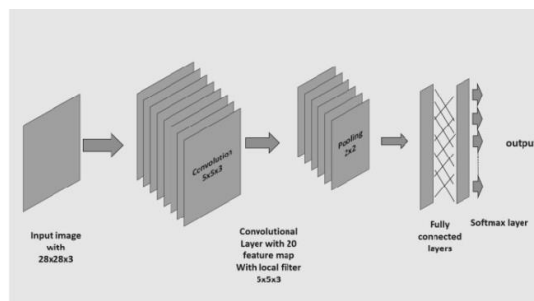 Input image
with
28x28x3
Convolution
5x5x3
Convolutional
Layer with 20
feature map
With local filter
5x5x3
Pooling
2x2
Fully
connected
layers
Softmax layer
output